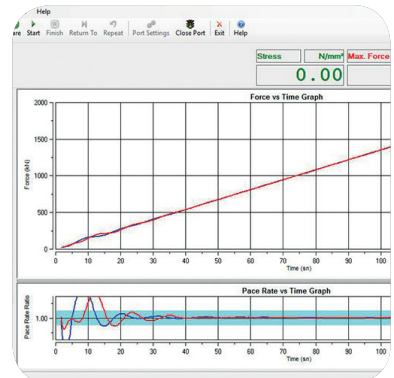 Help
Start Finish Return To Repeat Port Settings Close Port Exit Help
Stress N/mm² Max. Force
0.00
Force vs Time Graph
2000
1500
1000
500
0
Force (kN)
0 10 20 30 40 50 60 70 80 90 100
Time (sn)
Pace Rate vs Time Graph
1.00
Pace Rate Ratio
0 10 20 30 40 50 60 70 80 90 100
Time (sn)